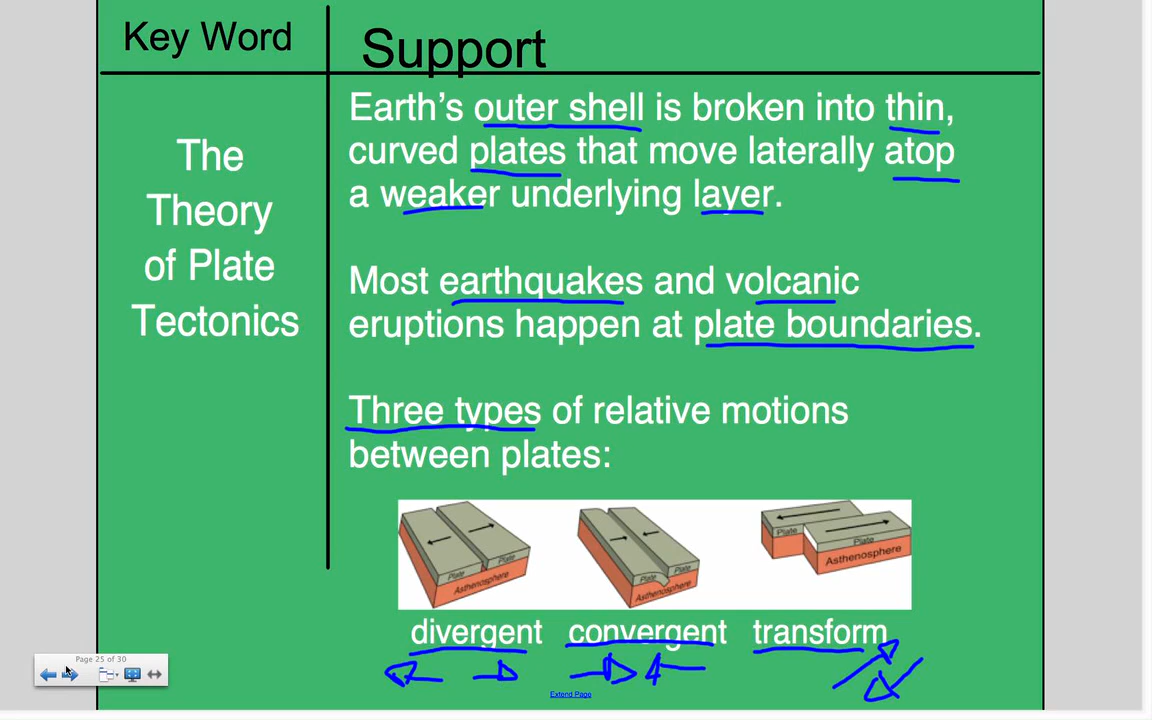 Key Word
Support
The
Theory
of Plate
Tectonics
Earth's outer shell is broken into thin,
curved plates that move laterally atop
a weaker underlying layer.
Most earthquakes and volcanic
eruptions happen at plate boundaries.
Three types of relative motions
between plates:
Plate Plate
Asthenosphere
Plate Plate
Asthenosphere
Plate
Plate
Asthenosphere
divergent convergent transform
Page 25 of 30
Extend Page